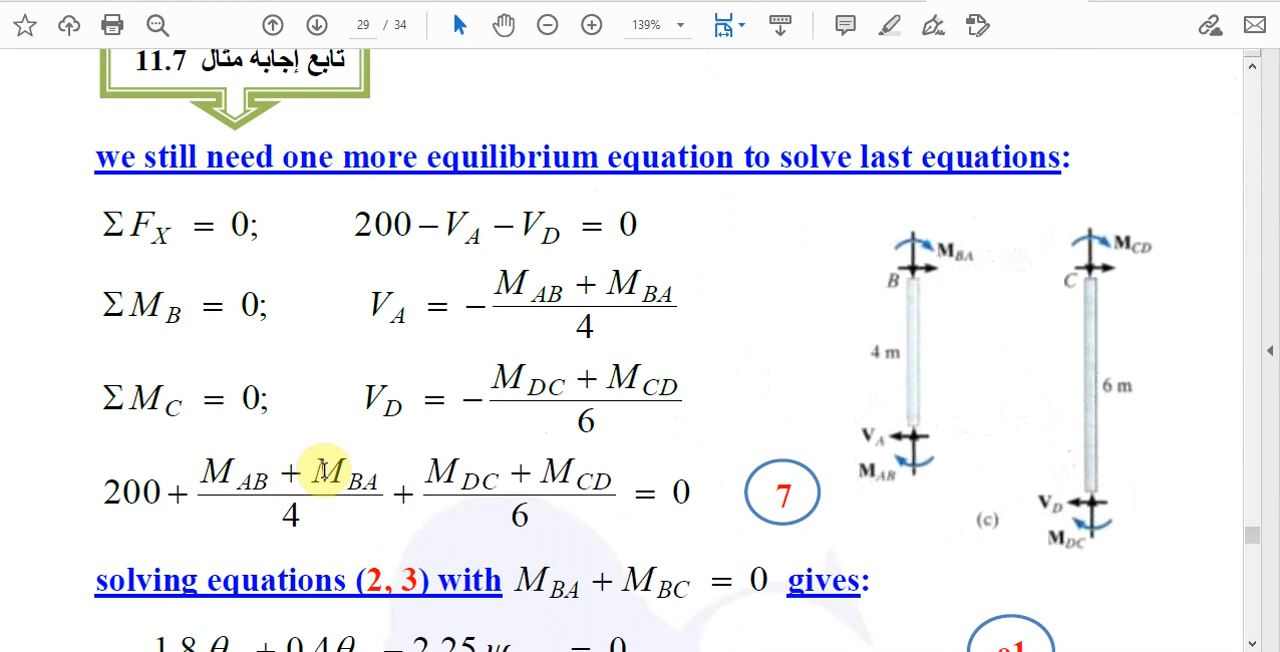 29 / 34
139%
تابع إجابه مثال 11.7
we still need one more equilibrium equation to solve last equations:
Σ F_X = 0; 200 − V_A − V_D = 0
Σ M_B = 0; V_A = − (M_AB + M_BA) / 4
Σ M_C = 0; V_D = − (M_DC + M_CD) / 6
200 + (M_AB + M_BA) / 4 + (M_DC + M_CD) / 6 = 0
7
M_BA
B
4 m
V_A
M_AB
M_CD
C
6 m
V_D
M_DC
(c)
solving equations (2, 3) with M_BA + M_BC = 0 gives: